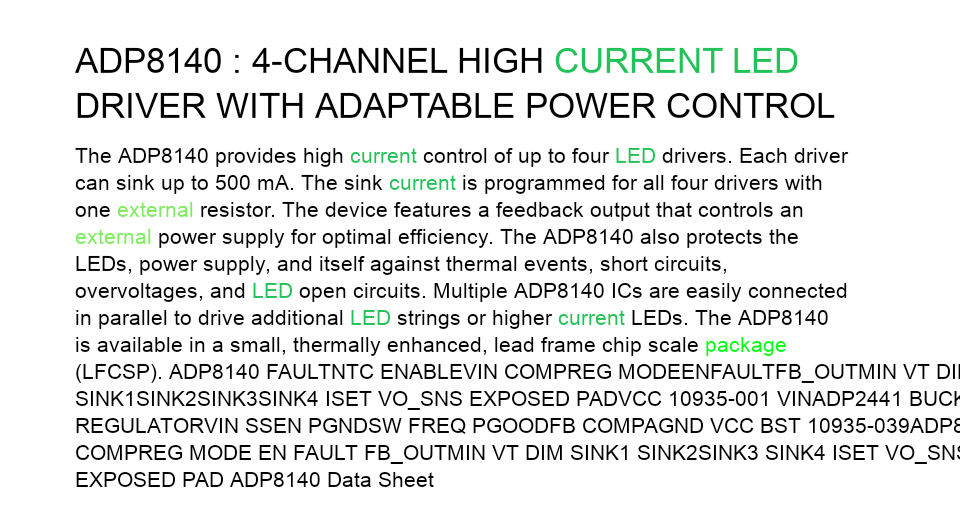 ADP8140 : 4-CHANNEL HIGH CURRENT LED
DRIVER WITH ADAPTABLE POWER CONTROL
The ADP8140 provides high current control of up to four LED drivers. Each driver
can sink up to 500 mA. The sink current is programmed for all four drivers with
one external resistor. The device features a feedback output that controls an
external power supply for optimal efficiency. The ADP8140 also protects the
LEDs, power supply, and itself against thermal events, short circuits,
overvoltages, and LED open circuits. Multiple ADP8140 ICs are easily connected
in parallel to drive additional LED strings or higher current LEDs. The ADP8140
is available in a small, thermally enhanced, lead frame chip scale package
(LFCSP). ADP8140 FAULTNTC ENABLEVIN COMPREG MODEENFAULTFB_OUTMIN VT DI
SINK1SINK2SINK3SINK4 ISET VO_SNS EXPOSED PADVCC 10935-001 VINADP2441 BUCK
REGULATORVIN SSEN PGNDSW FREQ PGOODFB COMPAGND VCC BST 10935-039ADP8
COMPREG MODE EN FAULT FB_OUTMIN VT DIM SINK1 SINK2SINK3 SINK4 ISET VO_SNS
EXPOSED PAD ADP8140 Data Sheet